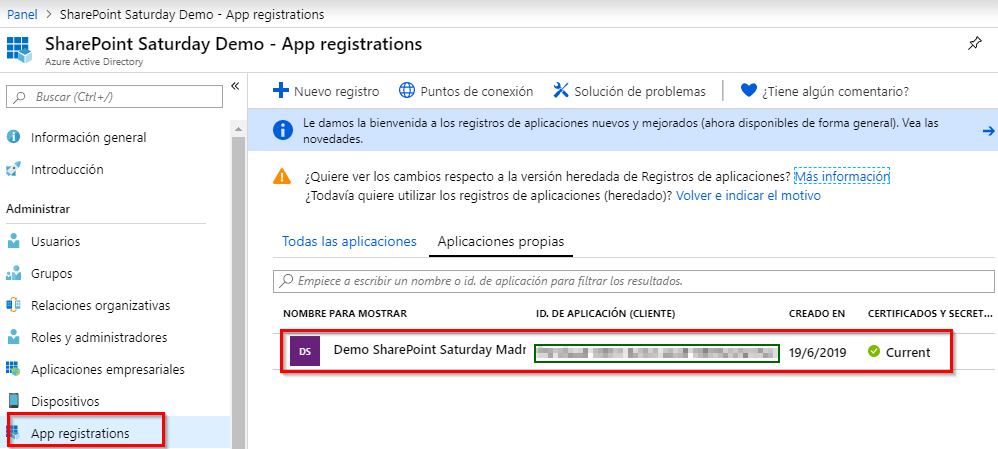 Panel > SharePoint Saturday Demo - App registrations
SharePoint Saturday Demo - App registrations
Azure Active Directory
Buscar (Ctrl+/)
«
Información general
Introducción
Administrar
Usuarios
Grupos
Relaciones organizativas
Roles y administradores
Aplicaciones empresariales
Dispositivos
App registrations
Nuevo registro
Puntos de conexión
Solución de problemas
¿Tiene algún comentario?
Le damos la bienvenida a los registros de aplicaciones nuevos y mejorados (ahora disponibles de forma general). Vea las
novedades.
¿Quiere ver los cambios respecto a la versión heredada de Registros de aplicaciones? Más información
¿Todavía quiere utilizar los registros de aplicaciones (heredado)? Volver e indicar el motivo
Todas las aplicaciones Aplicaciones propias
Empiece a escribir un nombre o id. de aplicación para filtrar los resultados.
NOMBRE PARA MOSTRAR ID. DE APLICACIÓN (CLIENTE) CREADO EN CERTIFICADOS Y SECRET...
DS Demo SharePoint Saturday Madr 19/6/2019 Current